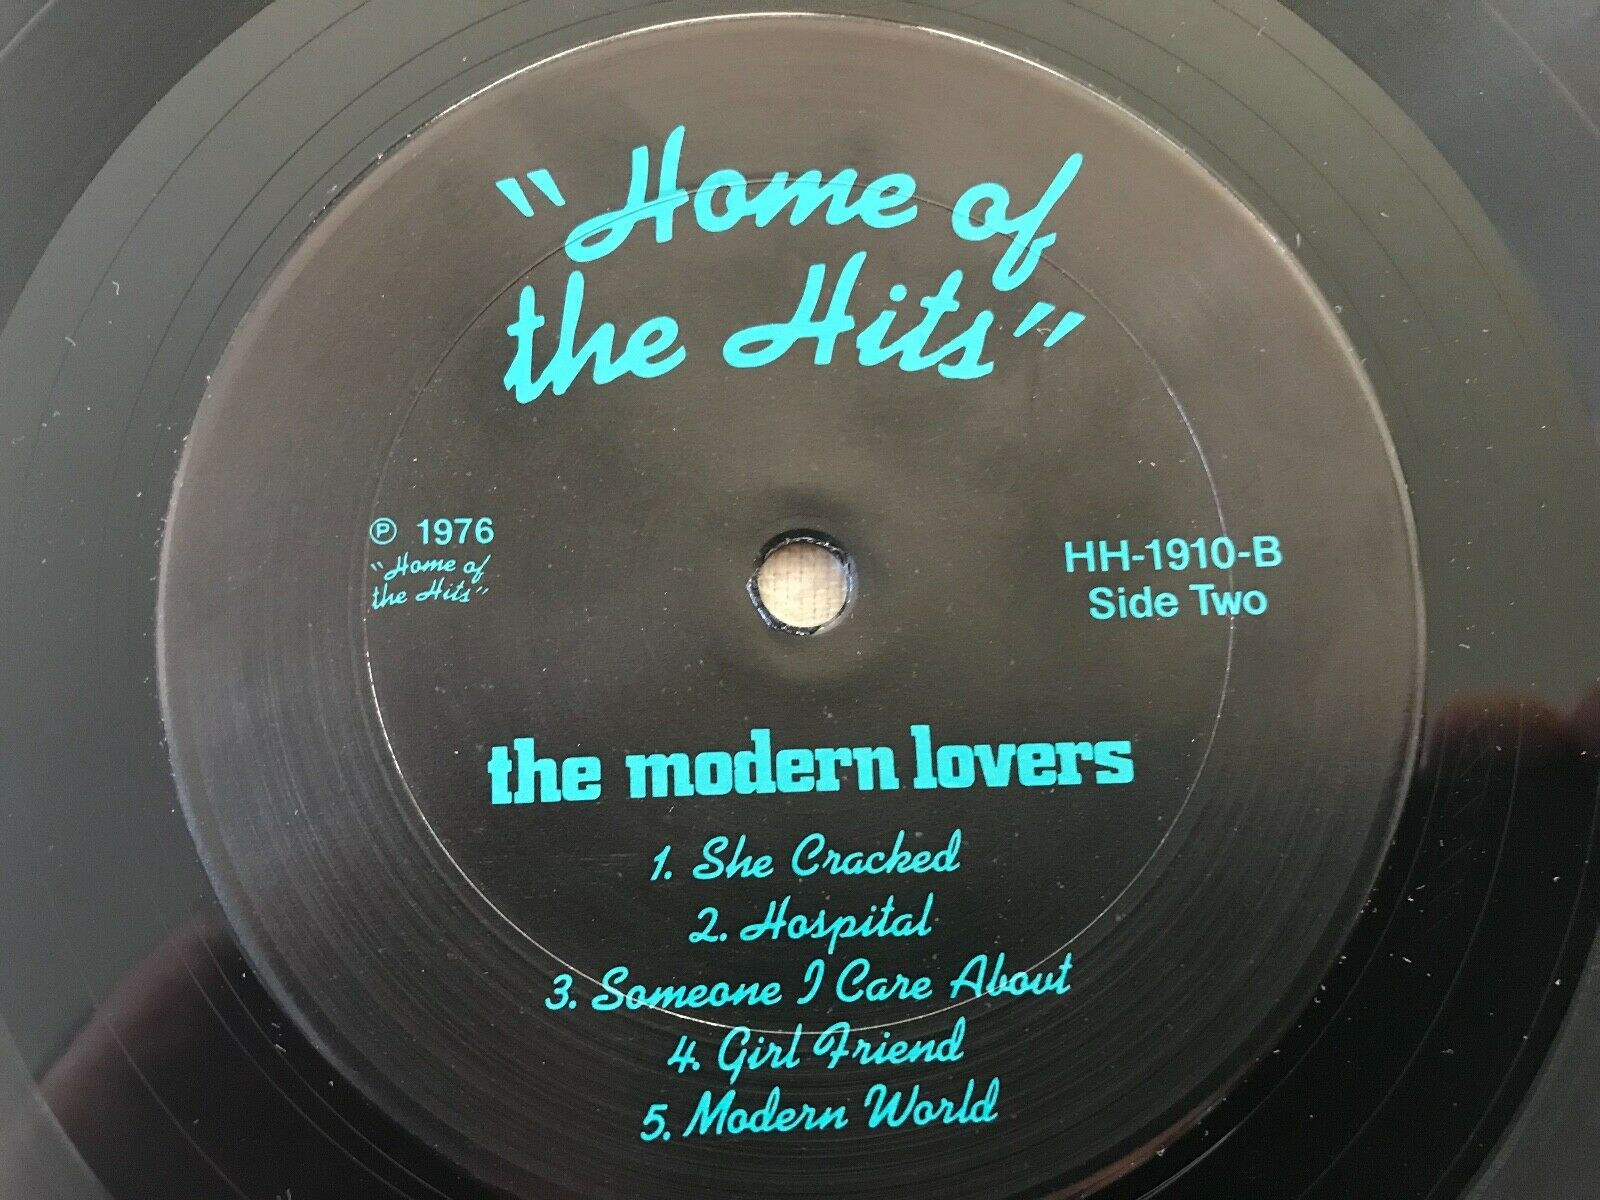 "Home of
the Hits"
℗ 1976
"Home of
the Hits"
HH-1910-B
Side Two
the modern lovers
1. She Cracked
2. Hospital
3. Someone I Care About
4. Girl Friend
5. Modern World